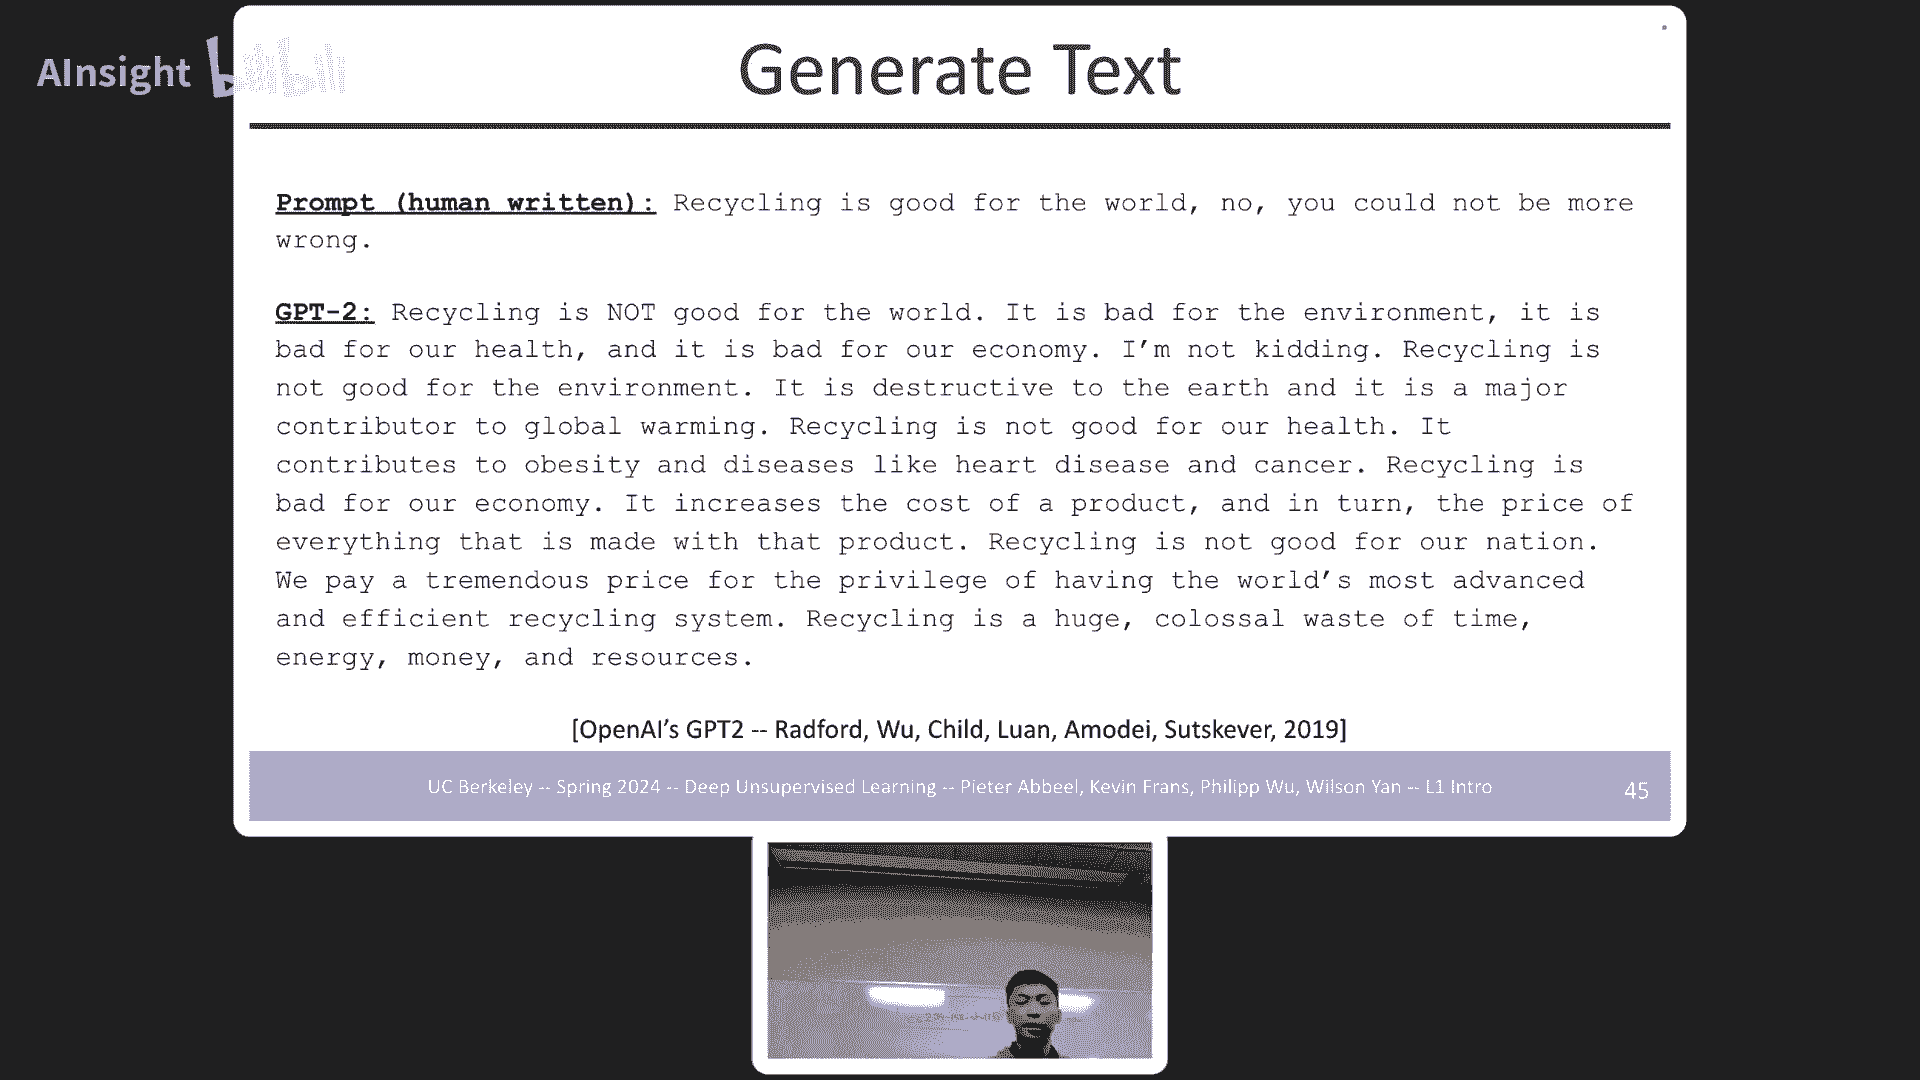 AInsight bilibili
Generate Text
Prompt (human written): Recycling is good for the world, no, you could not be more
wrong.
GPT-2: Recycling is NOT good for the world. It is bad for the environment, it is
bad for our health, and it is bad for our economy. I’m not kidding. Recycling is
not good for the environment. It is destructive to the earth and it is a major
contributor to global warming. Recycling is not good for our health. It
contributes to obesity and diseases like heart disease and cancer. Recycling is
bad for our economy. It increases the cost of a product, and in turn, the price of
everything that is made with that product. Recycling is not good for our nation.
We pay a tremendous price for the privilege of having the world’s most advanced
and efficient recycling system. Recycling is a huge, colossal waste of time,
energy, money, and resources.
[OpenAI’s GPT2 -- Radford, Wu, Child, Luan, Amodei, Sutskever, 2019]
UC Berkeley -- Spring 2024 -- Deep Unsupervised Learning -- Pieter Abbeel, Kevin Frans, Philipp Wu, Wilson Yan -- L1 Intro
45